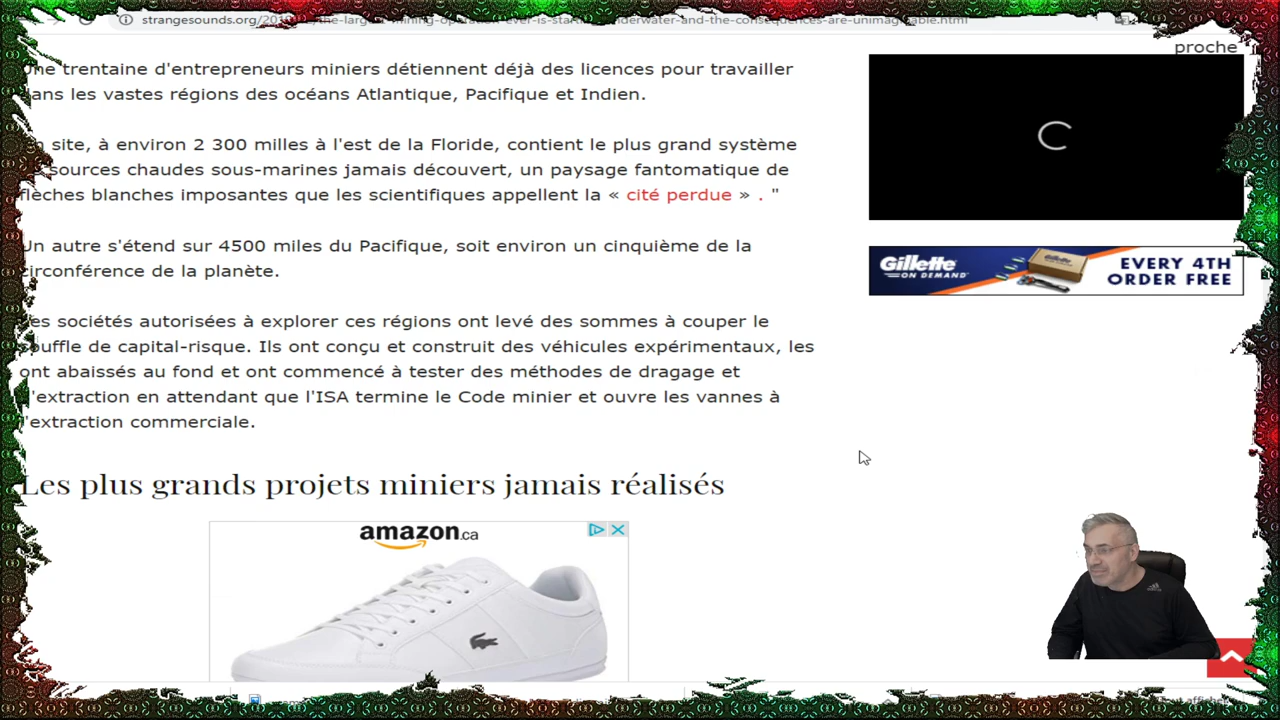 strangesounds.org/
proche
trentaine d'entrepreneurs miniers détiennent déjà des licences pour travailler
dans les vastes régions des océans Atlantique, Pacifique et Indien.
site, à environ 2 300 milles à l'est de la Floride, contient le plus grand système
sources chaudes sous-marines jamais découvert, un paysage fantomatique de
flèches blanches imposantes que les scientifiques appellent la « cité perdue » . "
Un autre s'étend sur 4500 miles du Pacifique, soit environ un cinquième de la
circonférence de la planète.
es sociétés autorisées à explorer ces régions ont levé des sommes à couper le
souffle de capital-risque. Ils ont conçu et construit des véhicules expérimentaux, les
ont abaissés au fond et ont commencé à tester des méthodes de dragage et
d'extraction en attendant que l'ISA termine le Code minier et ouvre les vannes à
l'extraction commerciale.
Les plus grands projets miniers jamais réalisés
amazon.ca
Gillette
ON DEMAND
EVERY 4TH
ORDER FREE
adidas